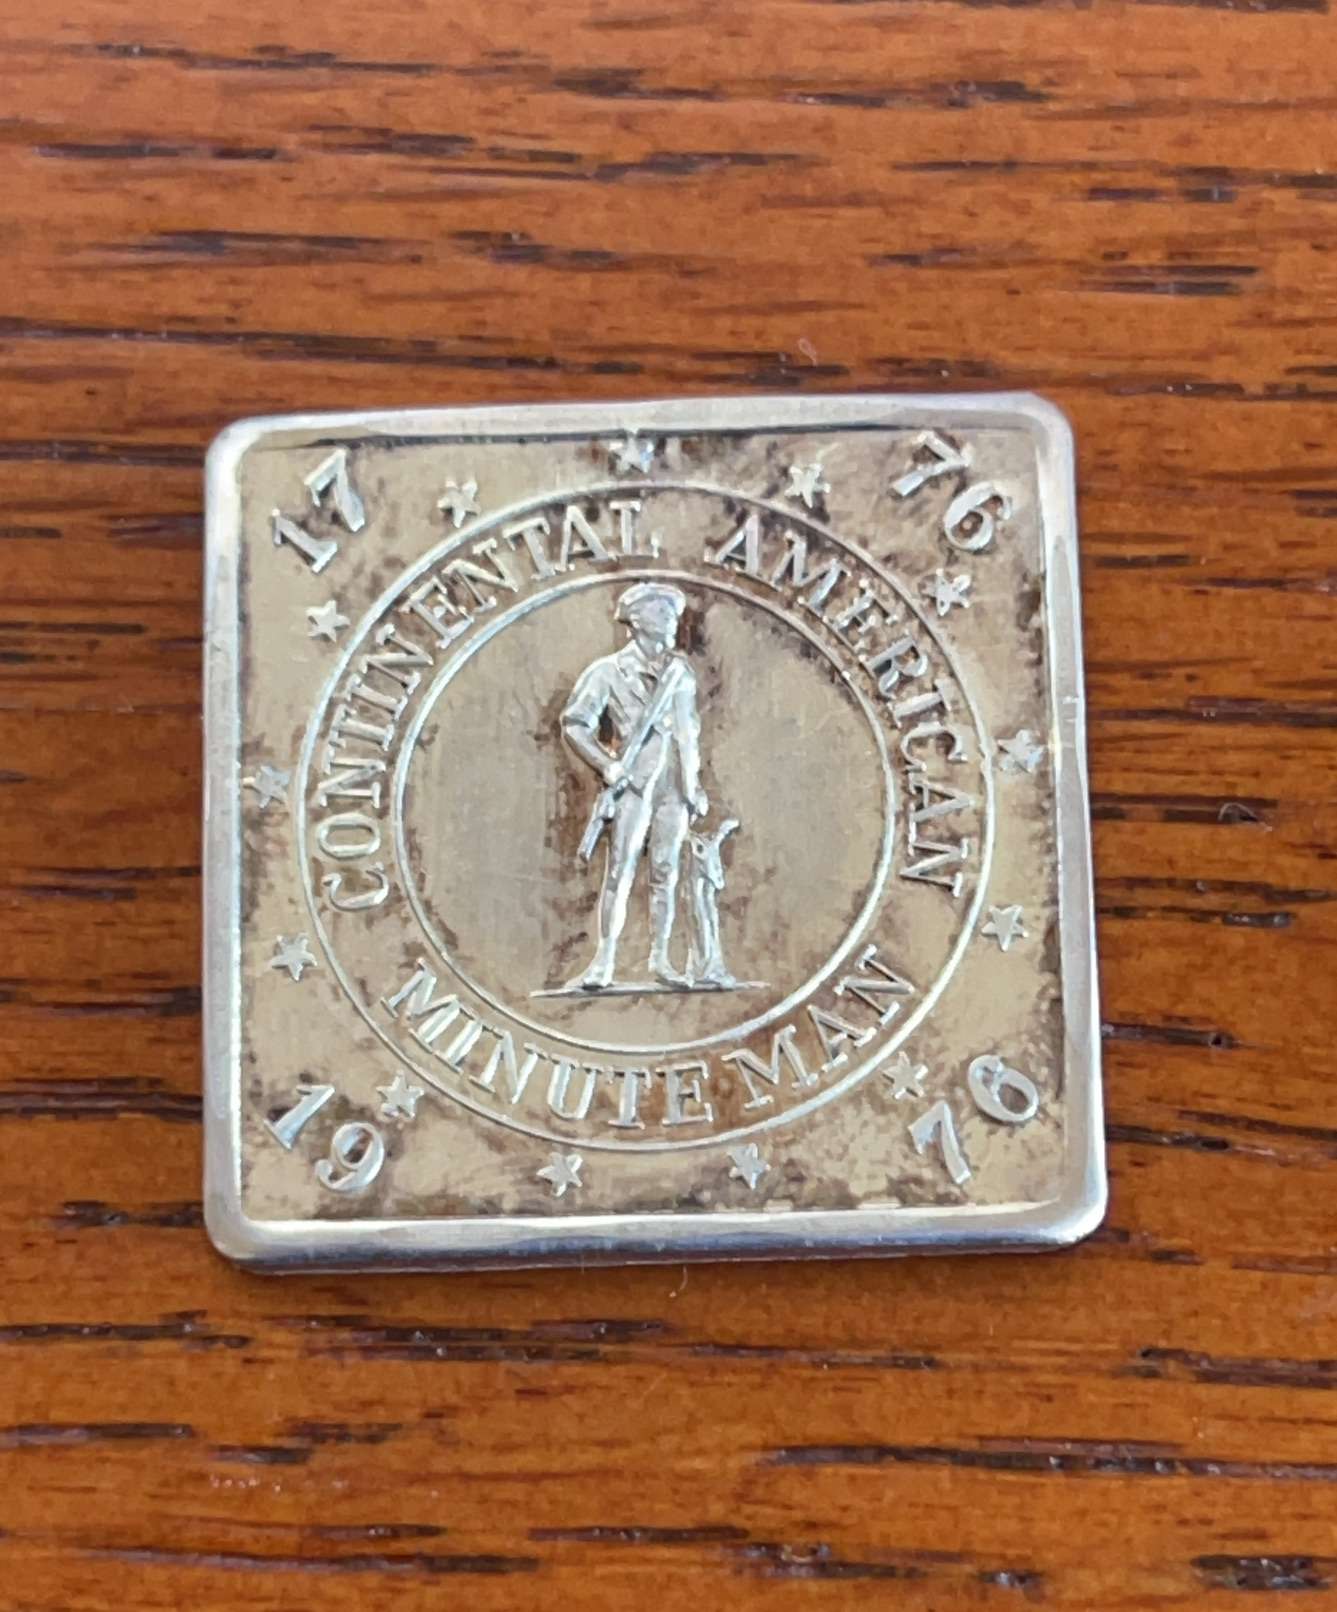 17 76
CONTINENTAL AMERICAN
MINUTE MAN
19 76